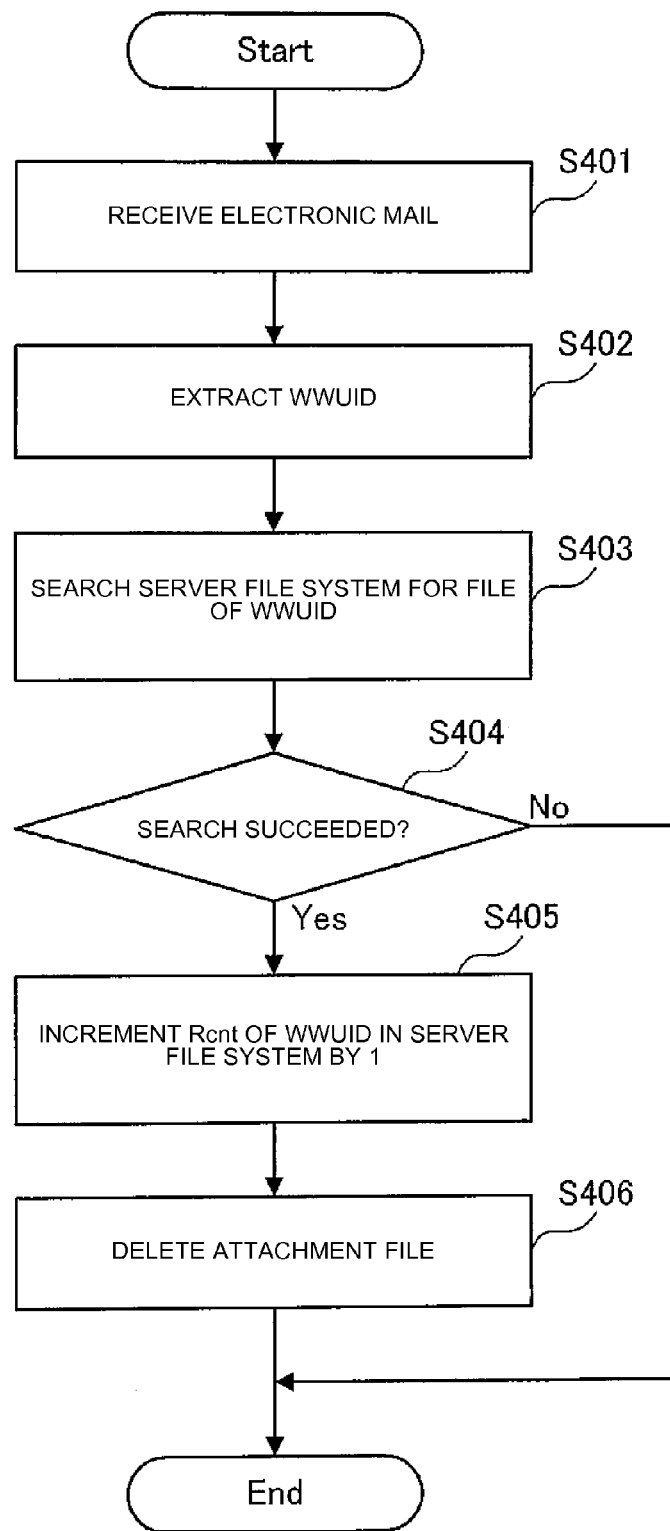 Start
S401
RECEIVE ELECTRONIC MAIL
S402
EXTRACT WWUID
S403
SEARCH SERVER FILE SYSTEM FOR FILE
OF WWUID
S404
SEARCH SUCCEEDED?
No
Yes
S405
INCREMENT Rcnt OF WWUID IN SERVER
FILE SYSTEM BY 1
S406
DELETE ATTACHMENT FILE
End